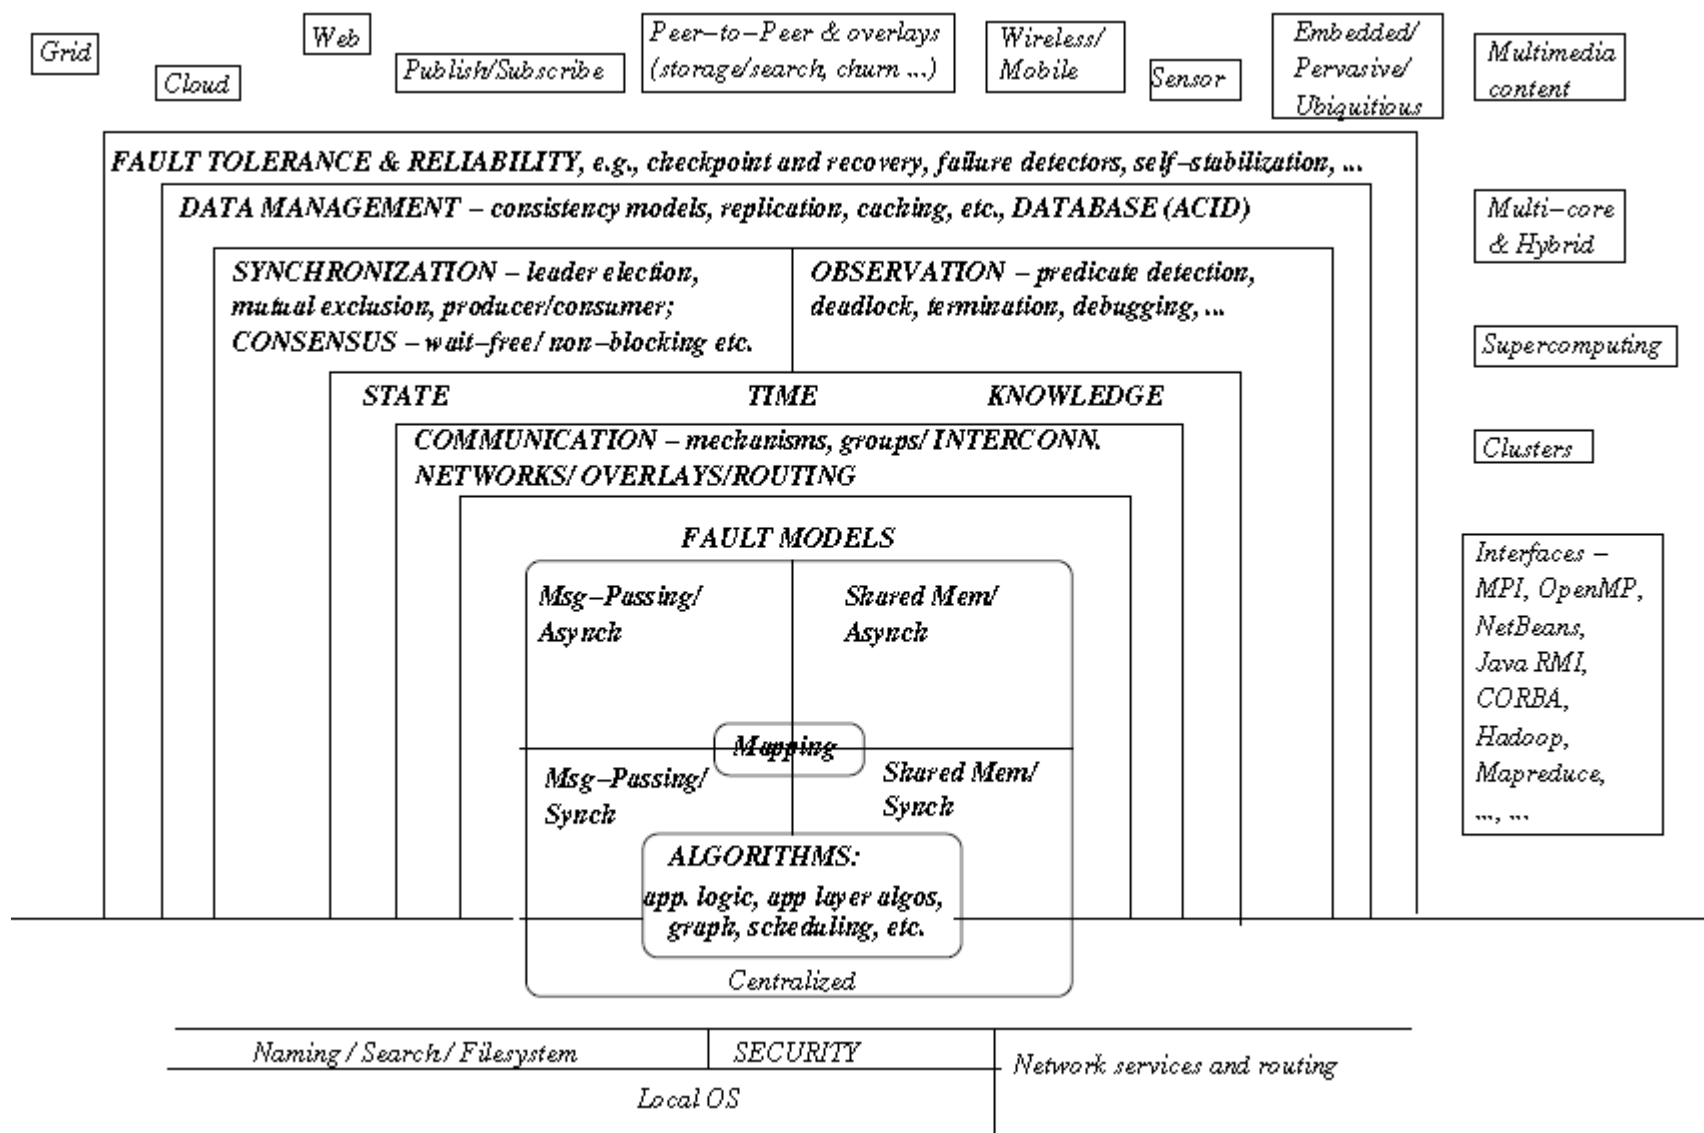 Grid
Cloud
Web
Publish/Subscribe
Peer–to–Peer & overlays
(storage/search, churn ...)
Wireless/
Mobile
Sensor
Embedded/
Pervasive/
Ubiquitious
Multimedia
content
FAULT TOLERANCE & RELIABILITY, e.g., checkpoint and recovery, failure detectors, self–stabilization, ...
DATA MANAGEMENT – consistency models, replication, caching, etc., DATABASE (ACID)
SYNCHRONIZATION – leader election,
mutual exclusion, producer/consumer;
CONSENSUS – wait–free/ non–blocking etc.
OBSERVATION – predicate detection,
deadlock, termination, debugging, ...
STATE TIME KNOWLEDGE
COMMUNICATION – mechanisms, groups/ INTERCONN.
NETWORKS/ OVERLAYS/ROUTING
FAULT MODELS
Msg–Passing/
Asynch
Shared Mem/
Asynch
Mapping
Msg–Passing/
Synch
Shared Mem/
Synch
ALGORITHMS:
app. logic, app layer algos,
graph, scheduling, etc.
Centralized
Multi–core
& Hybrid
Supercomputing
Clusters
Interfaces –
MPI, OpenMP,
NetBeans,
Java RMI,
CORBA,
Hadoop,
Mapreduce,
..., ...
Naming / Search / Filesystem
SECURITY
Network services and routing
Local OS